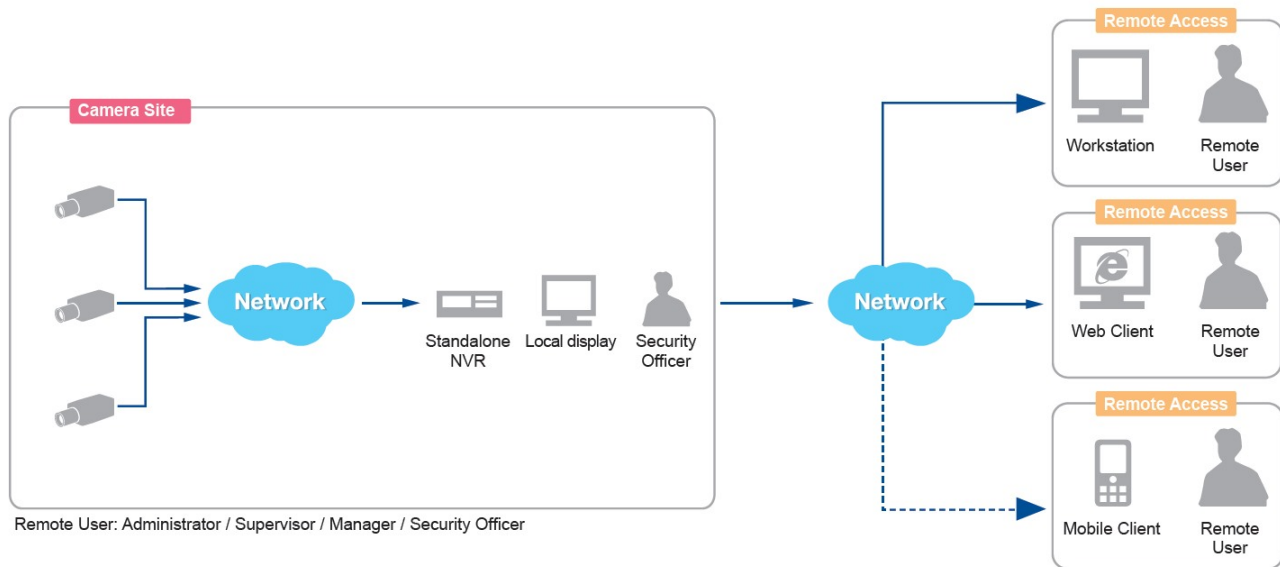 Camera Site
Network
Standalone
NVR
Local display
Security
Officer
Remote User: Administrator / Supervisor / Manager / Security Officer
Network
Remote Access
Workstation
Remote
User
Remote Access
Web Client
Remote
User
Remote Access
Mobile Client
Remote
User